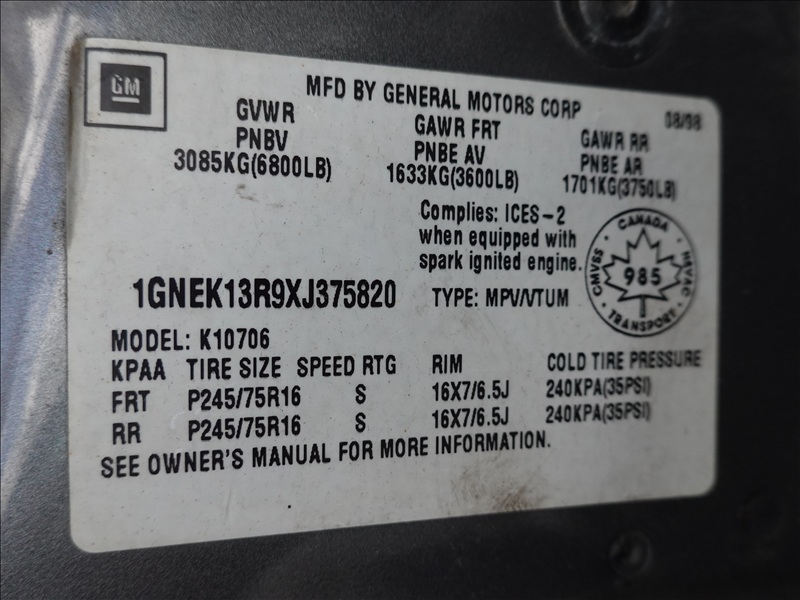 GM
MFD BY GENERAL MOTORS CORP 08/98
GVWR GAWR FRT GAWR RR
PNBV PNBE AV PNBE AR
3085KG(6800LB) 1633KG(3600LB) 1701KG(3750LB)
Complies: ICES-2
when equipped with
spark ignited engine.
CANADA
CMVSS 985 NSVAC
TRANSPORT
1GNEK13R9XJ375820 TYPE: MPV/VTUM
MODEL: K10706
KPAA TIRE SIZE SPEED RTG RIM COLD TIRE PRESSURE
FRT P245/75R16 S 16X7/6.5J 240KPA(35PSI)
RR P245/75R16 S 16X7/6.5J 240KPA(35PSI)
SEE OWNER'S MANUAL FOR MORE INFORMATION.